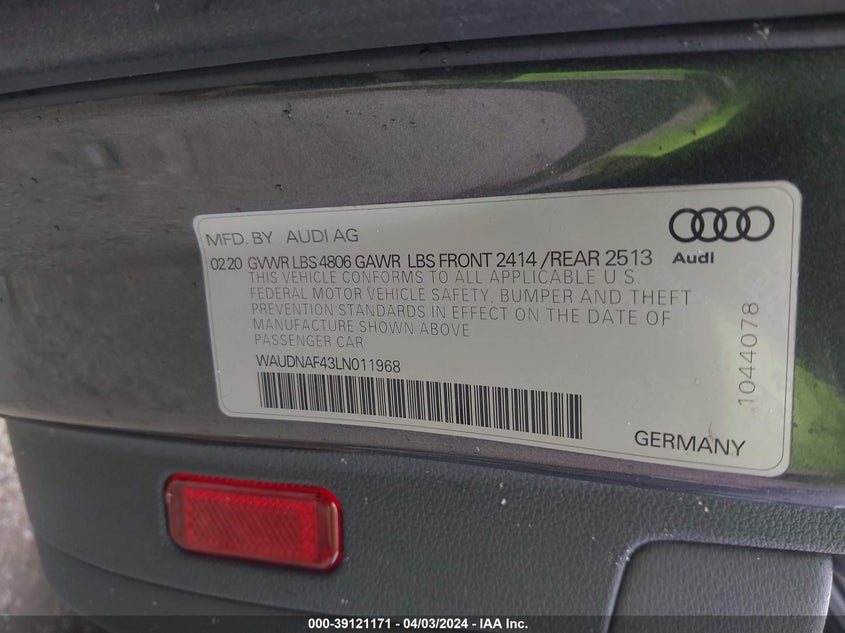 MFD. BY AUDI AG
Audi
02.20 GVWR LBS 4806 GAWR LBS FRONT 2414 /REAR 2513
THIS VEHICLE CONFORMS TO ALL APPLICABLE U.S.
FEDERAL MOTOR VEHICLE SAFETY, BUMPER AND THEFT
PREVENTION STANDARDS IN EFFECT ON THE DATE OF
MANUFACTURE SHOWN ABOVE
PASSENGER CAR
WAUDNAF43LN011968
1044078
GERMANY
000-39121171 - 04/03/2024 - IAA Inc.